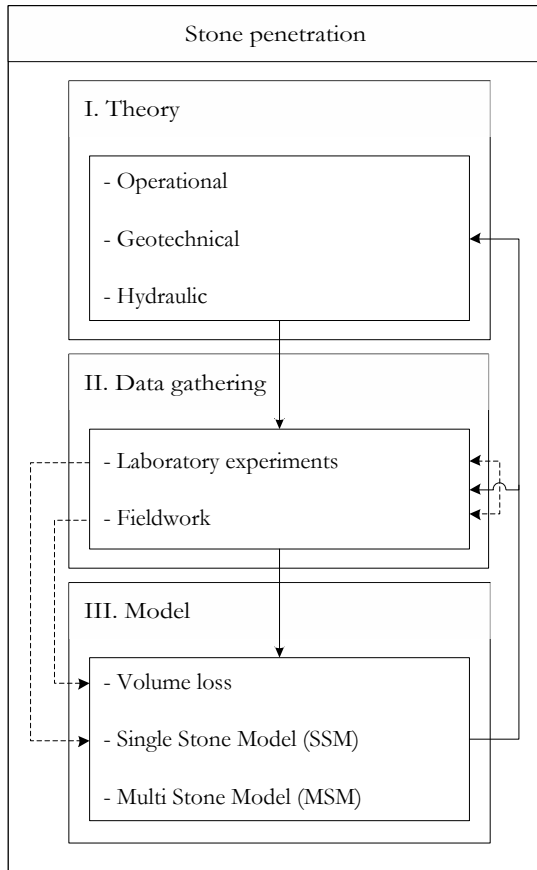 Stone penetration
I. Theory
- Operational
- Geotechnical
- Hydraulic
II. Data gathering
- Laboratory experiments
- Fieldwork
III. Model
- Volume loss
- Single Stone Model (SSM)
- Multi Stone Model (MSM)